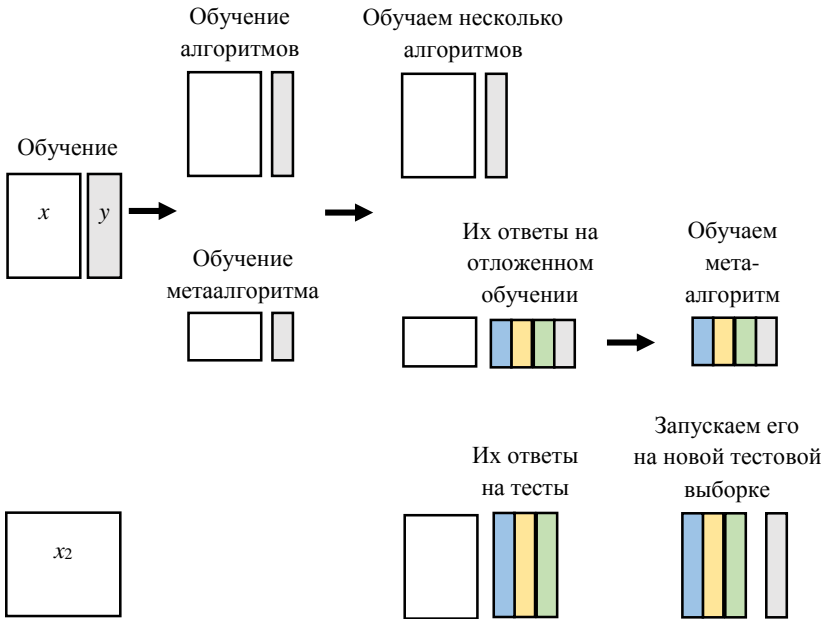 Обучение
алгоритмов
Обучаем несколько
алгоритмов
Обучение
x
y
Обучение
метаалгоритма
Их ответы на
отложенном
обучении
Обучаем
мета-
алгоритм
Их ответы
на тесты
Запускаем его
на новой тестовой
выборке
x2